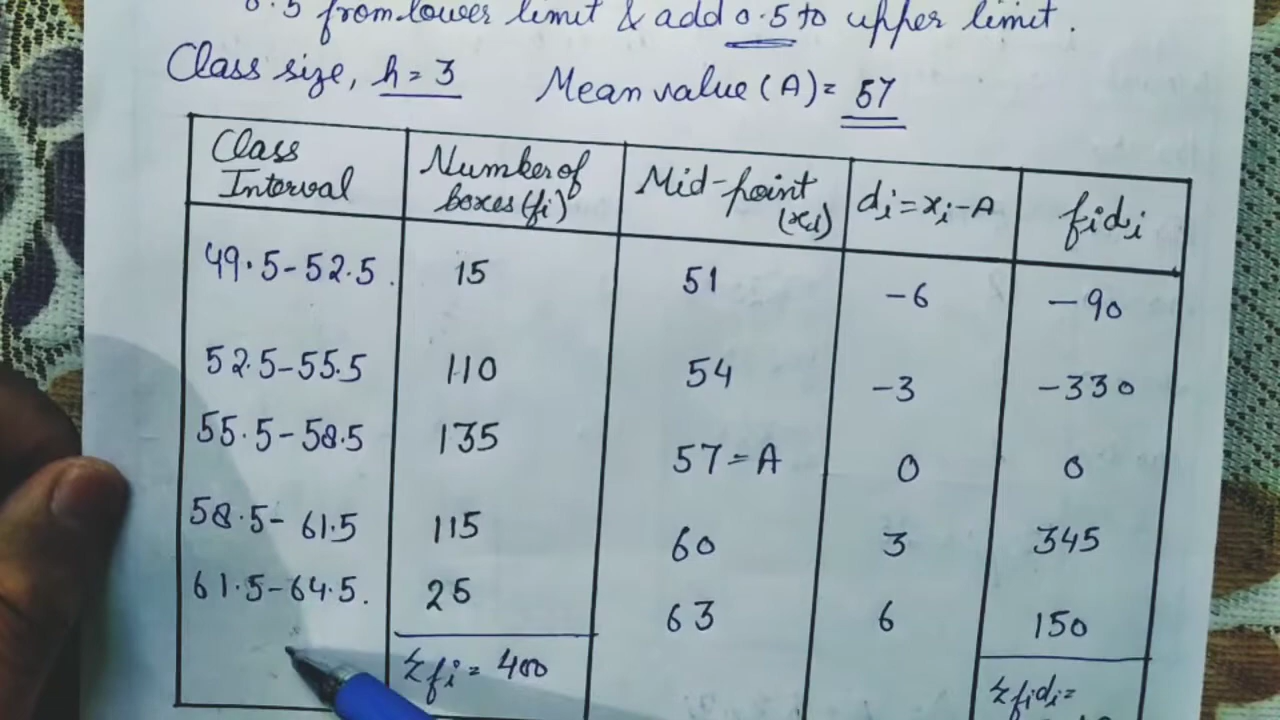 0.5 from lower limit & add 0.5 to upper limit.
Class size, h = 3 Mean value (A) = 57
Class Interval Number of boxes (fi) Mid-point (xi) di = xi - A fidi
49.5-52.5. 15 51 -6 -90
52.5-55.5 110 54 -3 -330
55.5-58.5 135 57 = A 0 0
58.5- 61.5 115 60 3 345
61.5-64.5. 25 63 6 150
Σfi = 400 Σfidi =